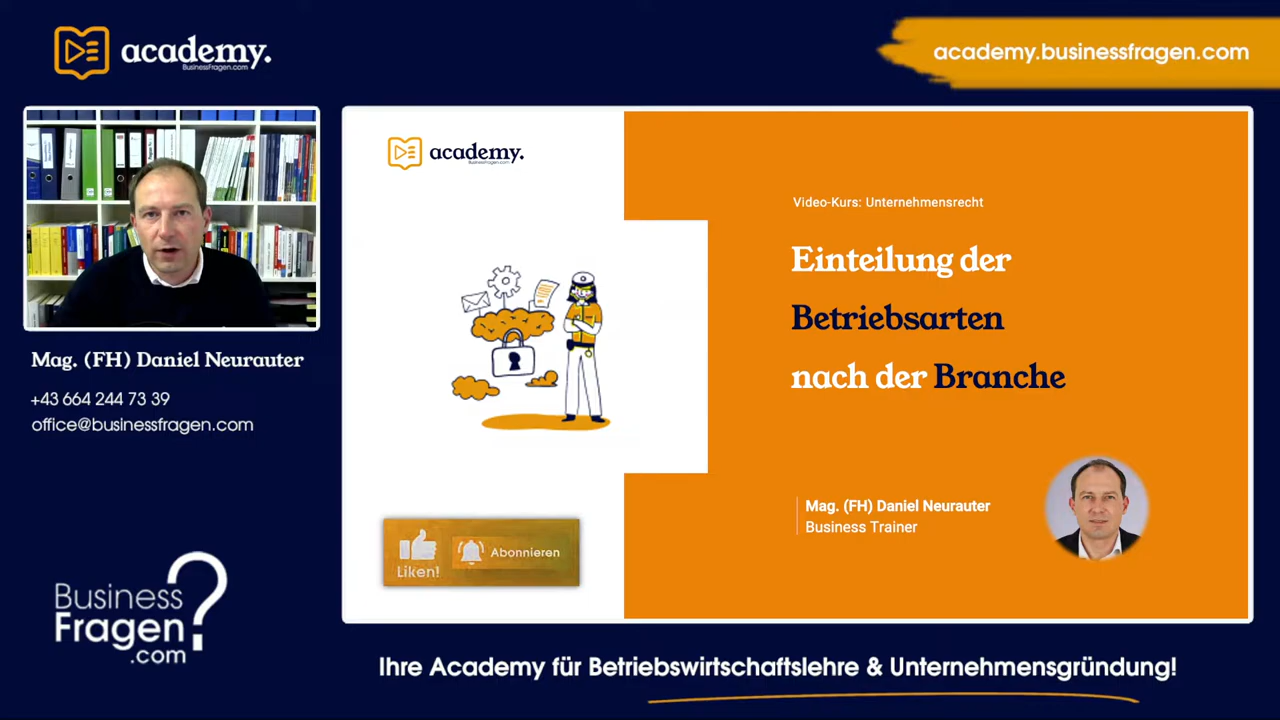 academy.
BusinessFragen.com
academy.businessfragen.com
Mag. (FH) Daniel Neurauter
+43 664 244 73 39
office@businessfragen.com
Business
Fragen?
.com
academy.
BusinessFragen.com
Video-Kurs: Unternehmensrecht
Einteilung der
Betriebsarten
nach der Branche
Mag. (FH) Daniel Neurauter
Business Trainer
Liken!
Abonnieren
Ihre Academy für Betriebswirtschaftslehre & Unternehmensgründung!